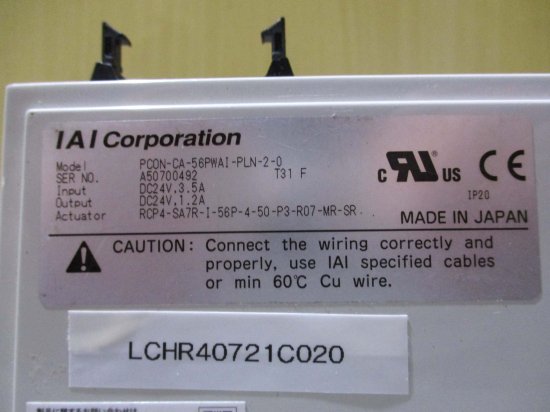 IAI Corporation
Model PCON-CA-56PWAI-PLN-2-0
SER NO. A50700492 T31 F
Input DC24V.3.5A
Output DC24V.1.2A
Actuator RCP4-SA7R-I-56P-4-50-P3-R07-MR-SR
c RU US CE
IP20
MADE IN JAPAN
CAUTION: Connect the wiring correctly and
properly, use IAI specified cables
or min 60℃ Cu wire.
LCHR40721C020